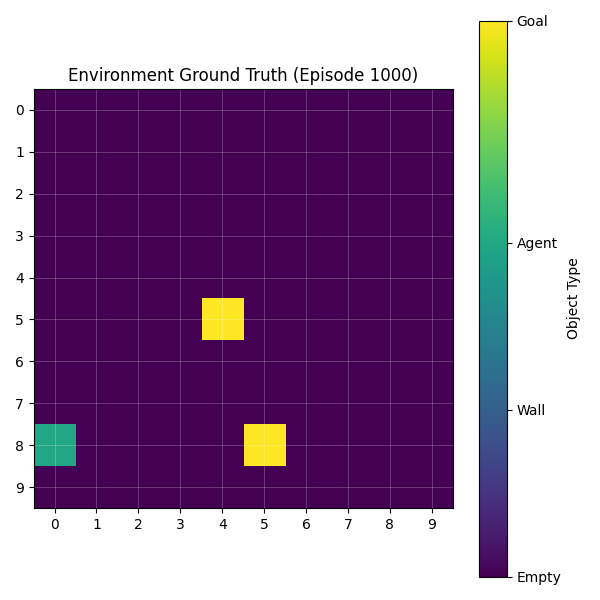 Environment Ground Truth (Episode 1000)
0
1
2
3
4
5
6
7
8
9
0 1 2 3 4 5 6 7 8 9
Goal
Agent
Wall
Empty
Object Type